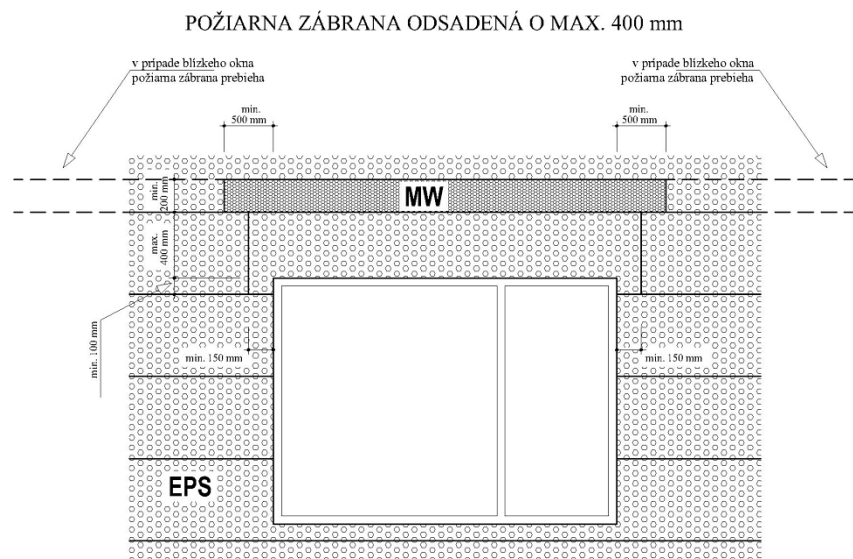 POŽIARNA ZÁBRANA ODSADENÁ O MAX. 400 mm
v prípade blízkeho okna
požiarna zábrana prebieha
v prípade blízkeho okna
požiarna zábrana prebieha
min.
500 mm
min.
500 mm
min.
200 mm
MW
max.
400 mm
min. 100 mm
min. 150 mm
min. 150 mm
EPS